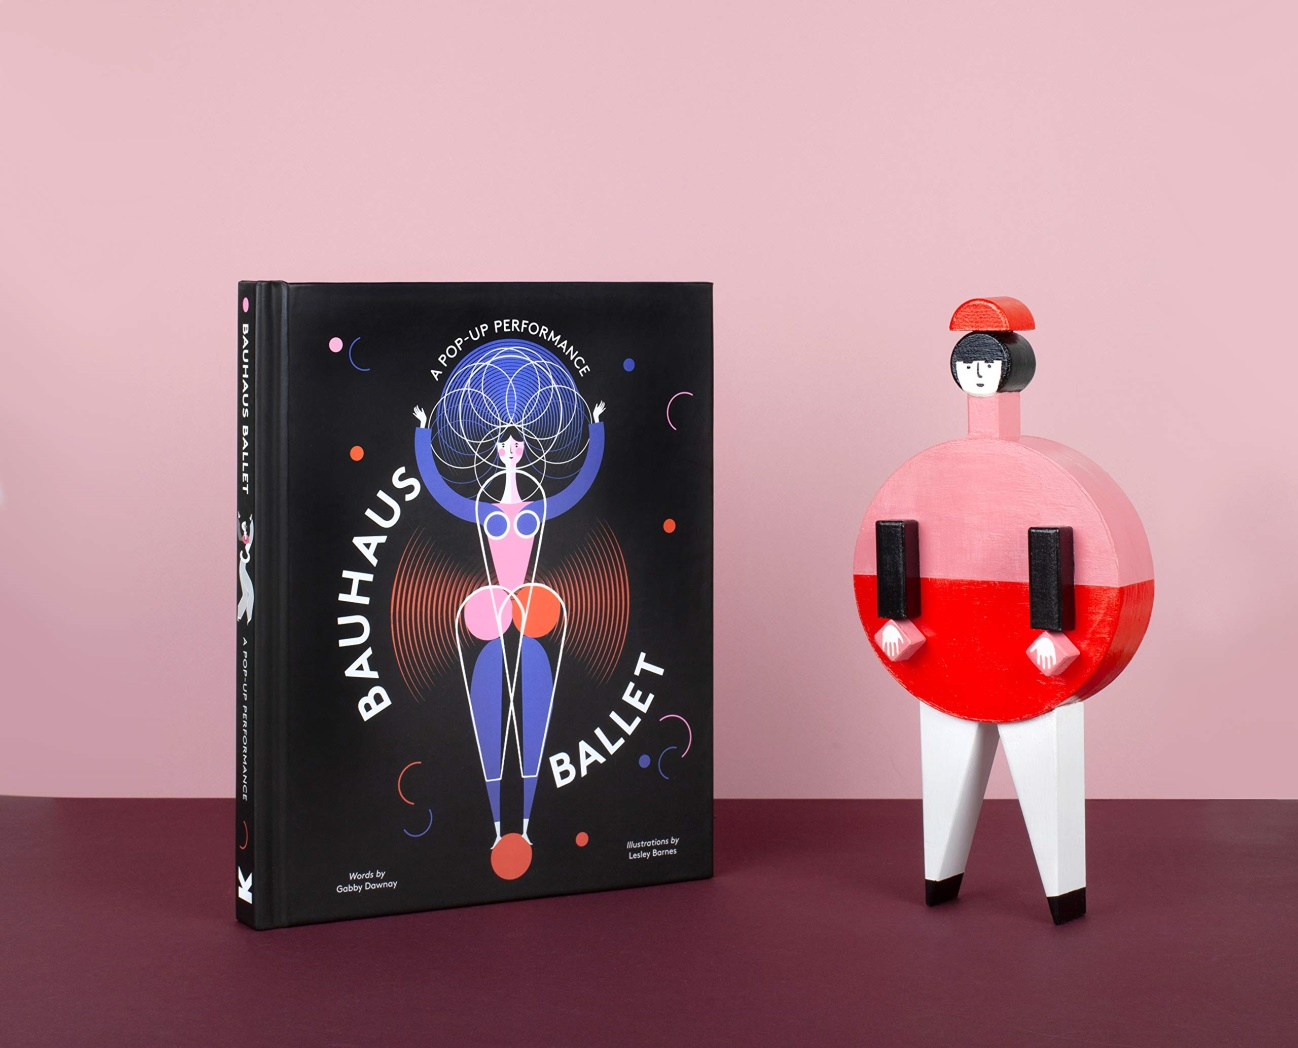 BAUHAUS BALLET
A POP-UP PERFORMANCE
K
A POP-UP PERFORMANCE
BAUHAUS
BALLET
Words by
Gabby Dawnay
Illustrations by
Lesley Barnes